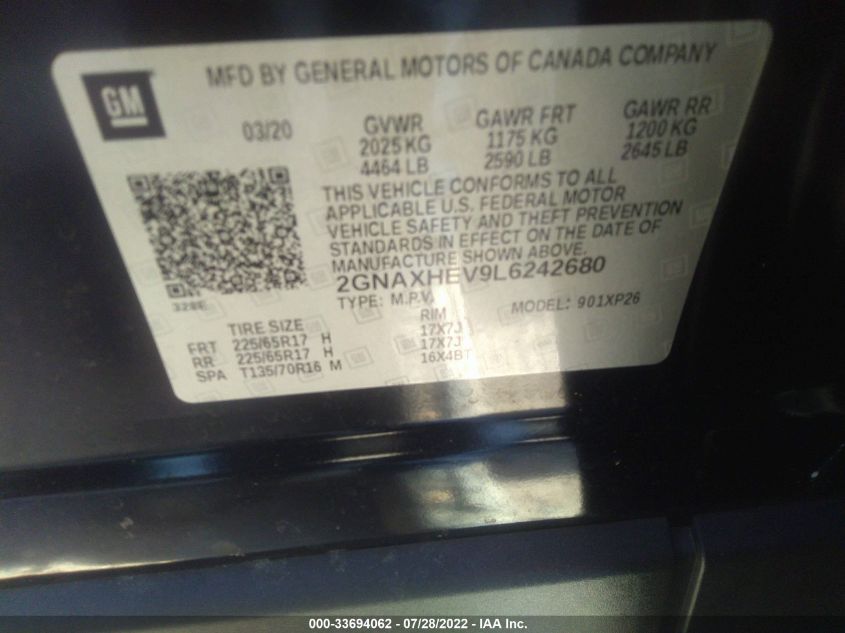 GM
MFD BY GENERAL MOTORS OF CANADA COMPANY
03/20 GVWR GAWR FRT GAWR RR
2025 KG 1175 KG 1200 KG
4464 LB 2590 LB 2645 LB
THIS VEHICLE CONFORMS TO ALL
APPLICABLE U.S. FEDERAL MOTOR
VEHICLE SAFETY AND THEFT PREVENTION
STANDARDS IN EFFECT ON THE DATE OF
MANUFACTURE SHOWN ABOVE.
2GNAXHEV9L6242680
328E TYPE: M.P.V. MODEL: 901XP26
TIRE SIZE RIM
FRT 225/65R17 H 17X7J
RR 225/65R17 H 17X7J
SPA T135/70R16 M 16X4BT
000-33694062 - 07/28/2022 - IAA Inc.